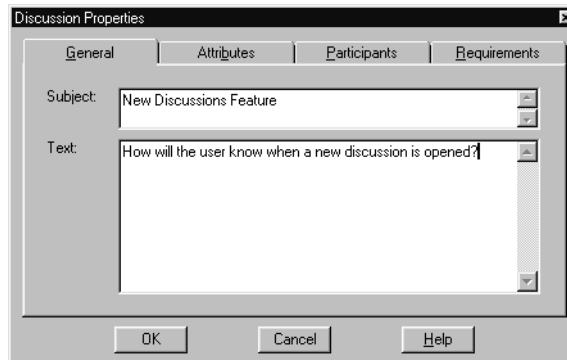 Discussion Properties
General Attributes Participants Requirements
Subject: New Discussions Feature
Text: How will the user know when a new discussion is opened?
OK Cancel Help